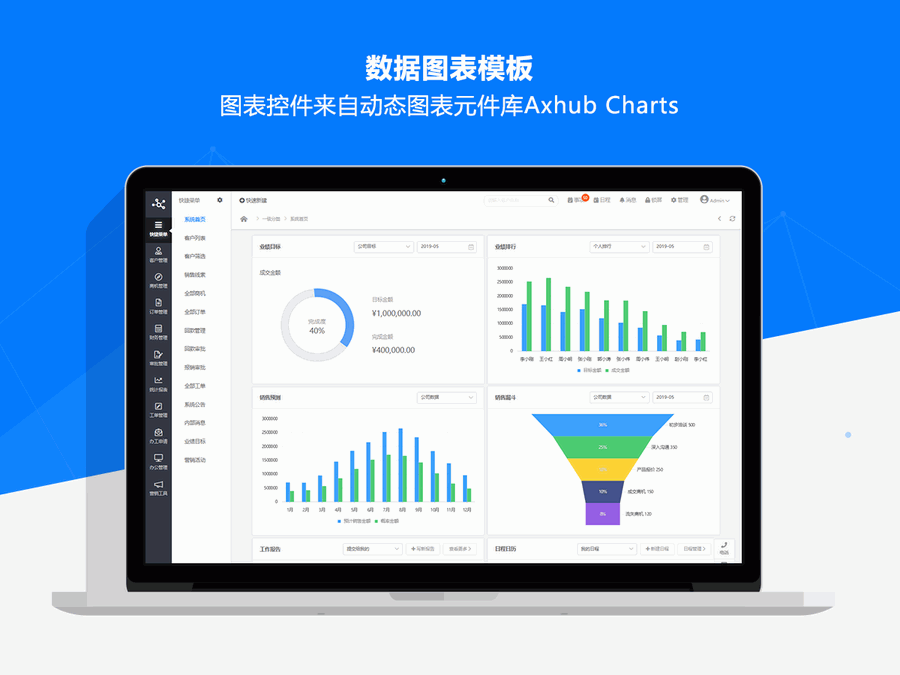 数据图表模板
图表控件来自动态图表元件库Axhub Charts
快捷菜单
快速新建
日程
消息
锁屏
管理
Admin
快捷菜单
系统首页
一级分类
系统首页
客户管理
客户列表
客户筛选
商机管理
销售线索
全部商机
订单管理
全部订单
财务管理
回款管理
回款审批
审批管理
报销审批
统计报表
全部工单
工单管理
系统公告
内部消息
办工申请
业绩目标
办公管理
营销活动
营销工具
业绩目标
公司目标
2019-05
成交金额
完成度
40%
目标金额
¥1,000,000.00
完成金额
¥400,000.00
业绩排行
个人排行
2019-05
3000000
2500000
2000000
1500000
1000000
500000
0
李小刚 王小红 周小明 张小刚 郭小涛 张小伟 周小伟 王小明 赵小刚 李小红
目标金额 成交金额
销售预测
公司数据
3000000
2500000
2000000
1500000
1000000
500000
0
1月 2月 3月 4月 5月 6月 7月 8月 9月 10月 11月 12月
预计销售金额
销售漏斗
公司数据
2019-05
30%
初步接洽 500
25%
深入沟通 350
产品报价 250
10%
成交商机 150
8%
流失商机 120
工作报告
提交给我的
写新报告
查看更多
日程日历
我的日程
新建日程
日程管理
电话